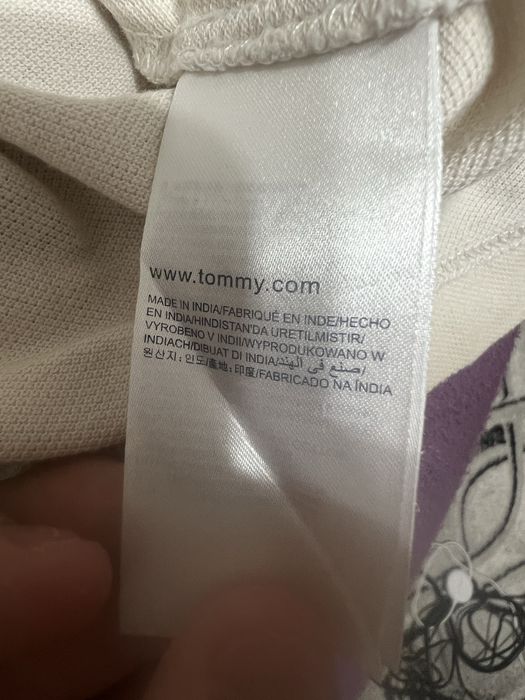 www.tommy.com
MADE IN INDIA/FABRIQUÉ EN INDE/HECHO
EN INDIA/HINDISTAN'DA URETILMISTIR/
VYROBENO V INDII/WYPRODUKOWANO W
INDIACH/DIBUAT DI INDIA/صنع في الهند/
원산지: 인도/產地: 印度/FABRICADO NA ÍNDIA